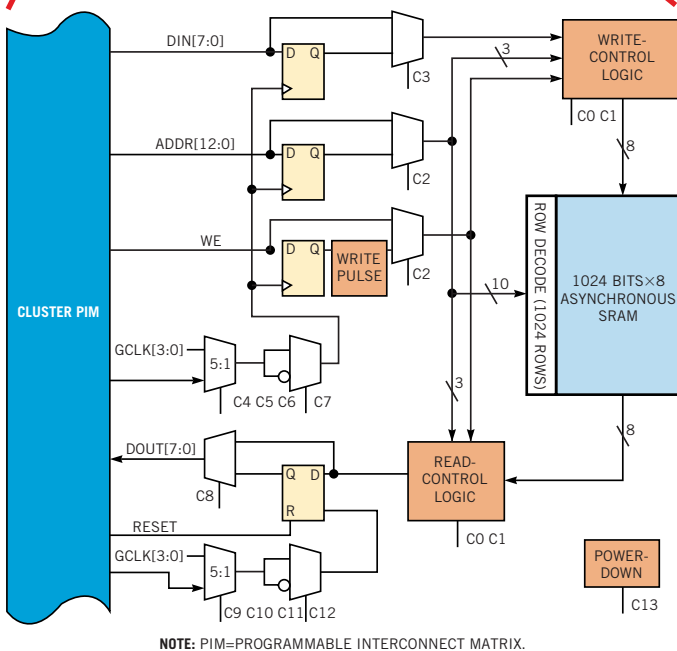 DIN[7:0]
D Q
C3
3
WRITE-
CONTROL
LOGIC
C0 C1
8
ADDR[12:0]
D Q
C2
WE
D Q
WRITE
PULSE
C2
ROW DECODE (1024 ROWS)
1024 BITS×8
ASYNCHRONOUS
SRAM
10
CLUSTER PIM
GCLK[3:0]
5:1
C4 C5 C6 C7
3
8
DOUT[7:0]
C8
Q D
R
READ-
CONTROL
LOGIC
C0 C1
RESET
GCLK[3:0]
5:1
C9 C10 C11 C12
POWER-
DOWN
C13
NOTE: PIM=PROGRAMMABLE INTERCONNECT MATRIX.